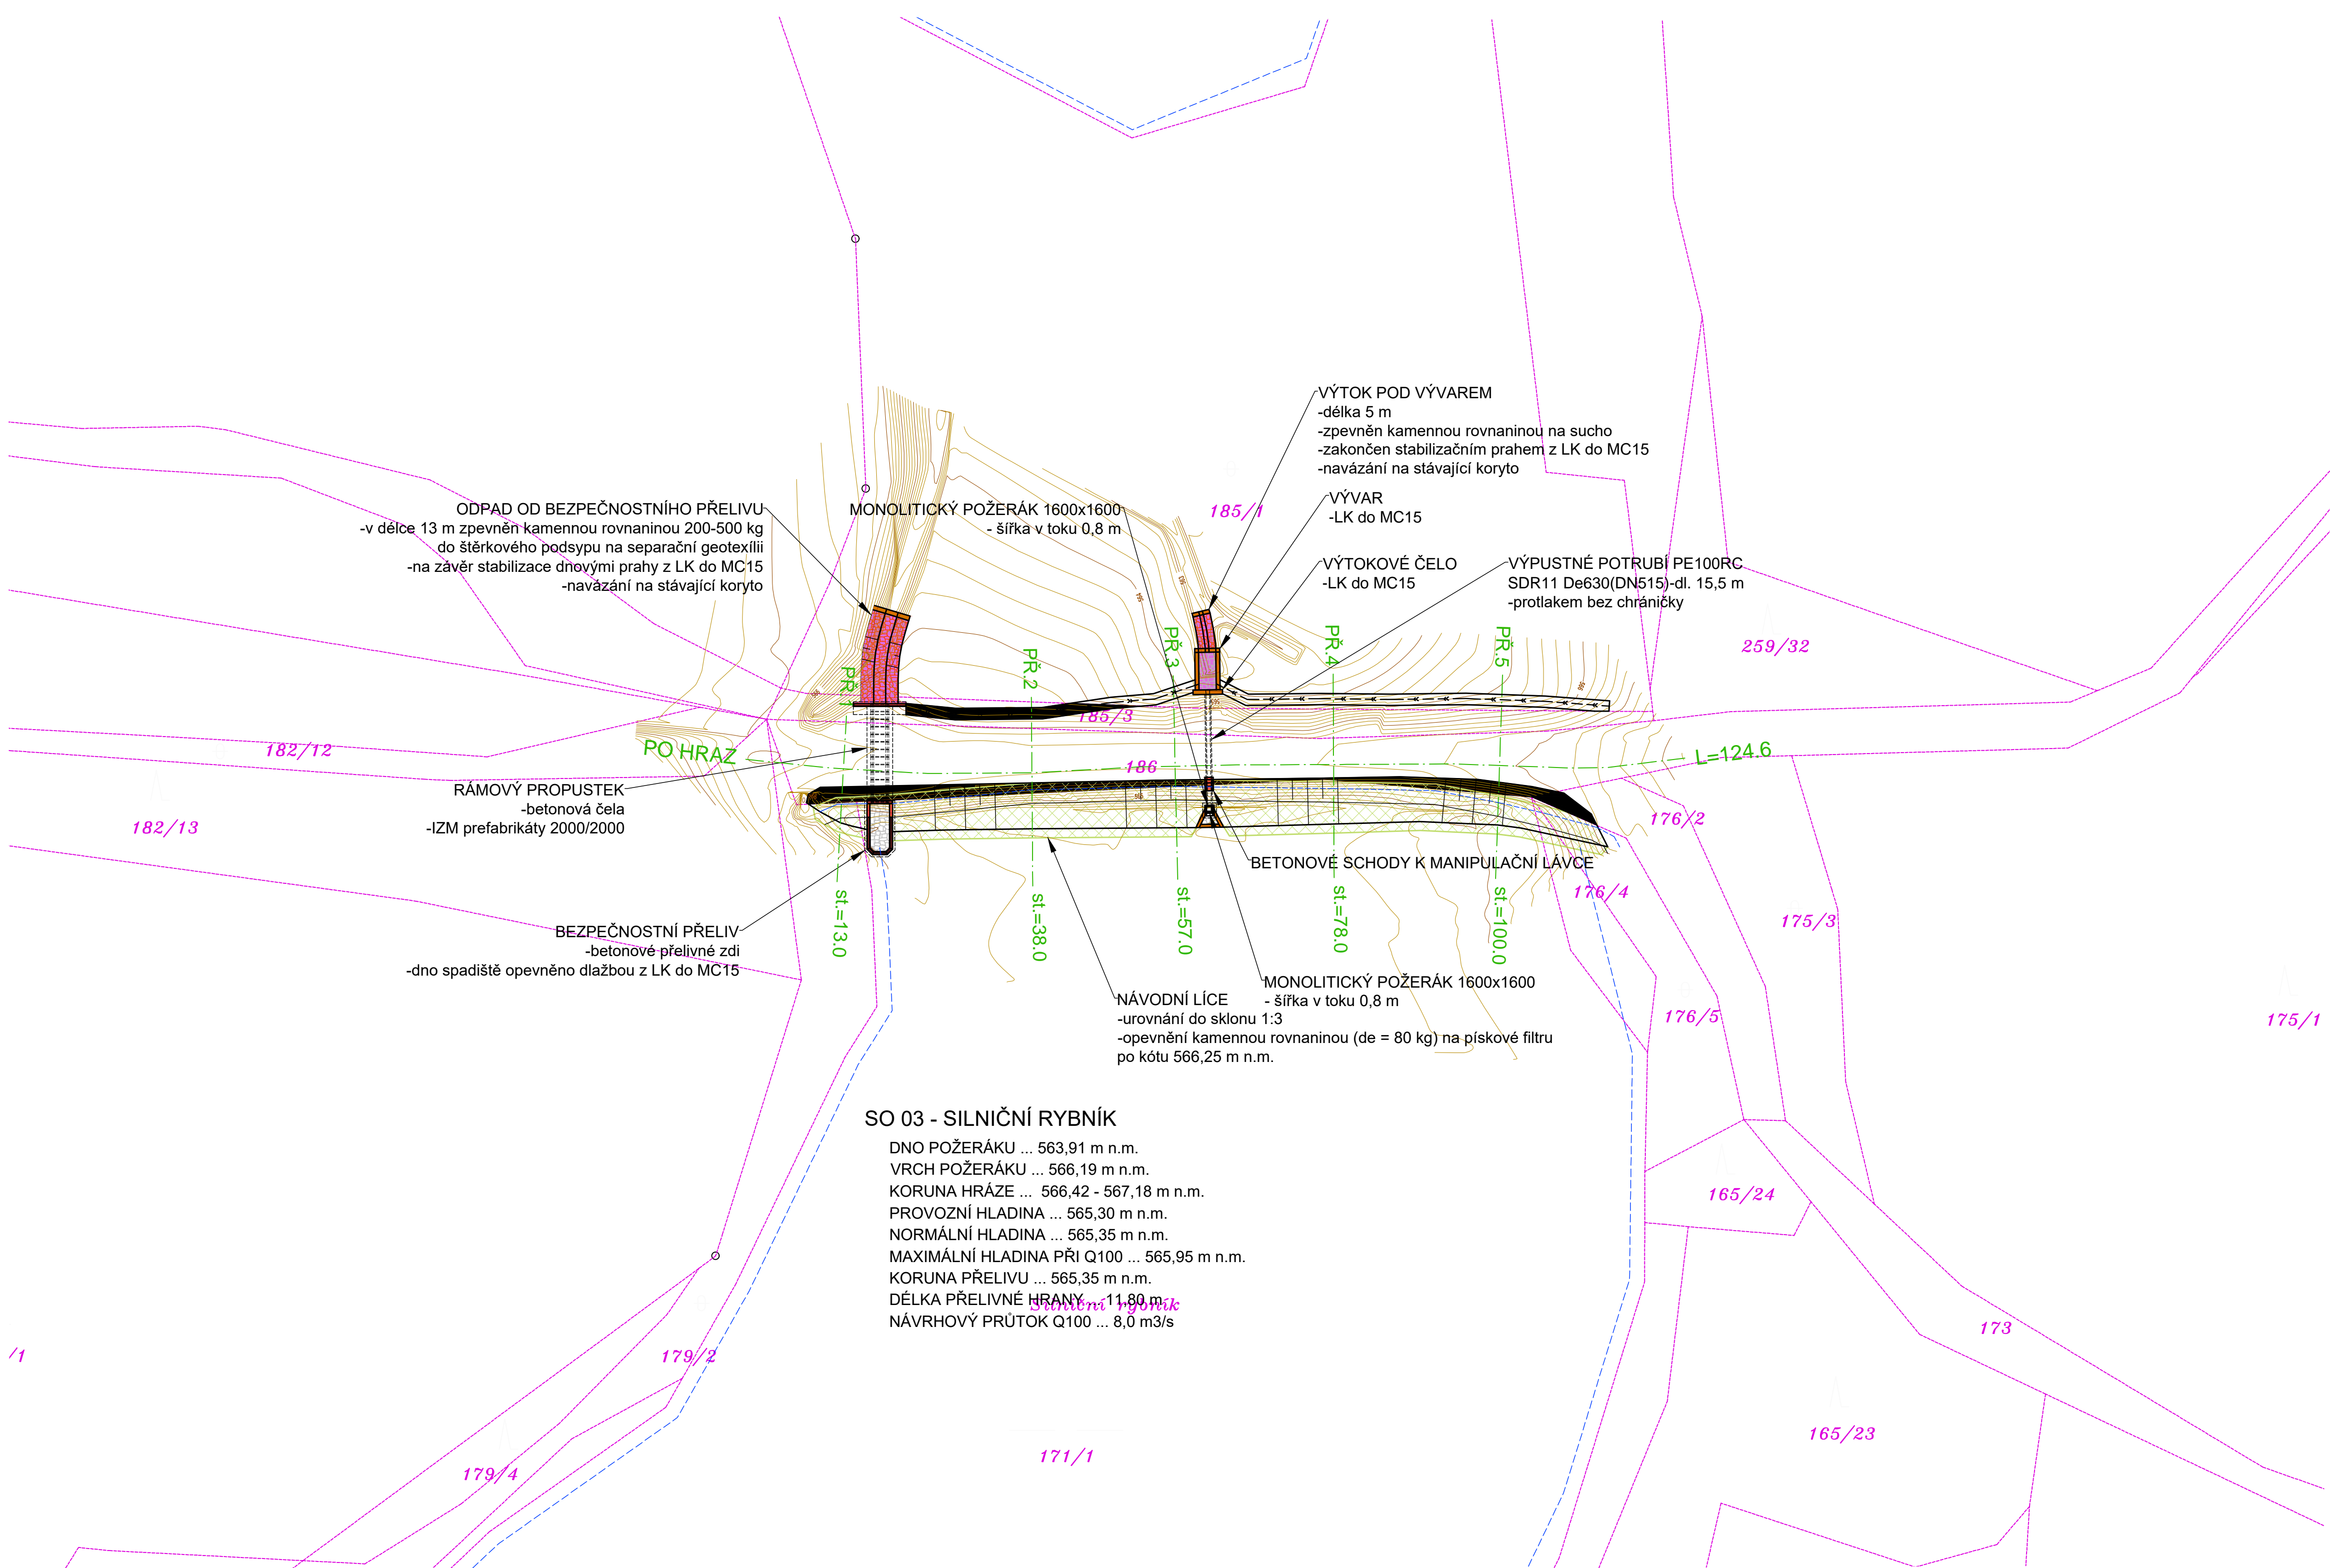 VÝTOK POD VÝVAREM
-délka 5 m
-zpevněn kamennou rovnaninou na sucho
-zakončen stabilizačním prahem z LK do MC15
-navázání na stávající koryto
VÝVAR
-LK do MC15
185/1
ODPAD OD BEZPEČNOSTNÍHO PŘELIVU
-v délce 13 m zpevněn kamennou rovnaninou 200-500 kg
do štěrkového podsypu na separační geotexílii
-na závěr stabilizace dnovými prahy z LK do MC15
-navázání na stávající koryto
MONOLITICKÝ POŽERÁK 1600x1600
- šířka v toku 0,8 m
VÝTOKOVÉ ČELO
-LK do MC15
VÝPUSTNÉ POTRUBÍ PE100RC
SDR11 De630(DN515)-dl. 15,5 m
-protlakem bez chráničky
564
563
259/32
PŘ. 1
PŘ.2
PŘ.3
PŘ.4
PŘ.5
566
565
566
185/3
182/12
PO HRAZ
186
L=124.6
RÁMOVÝ PROPUSTEK
-betonová čela
-IZM prefabrikáty 2000/2000
566
182/13
176/2
BETONOVÉ SCHODY K MANIPULAČNÍ LÁVCE
176/4
175/3
st.=13.0
st.=38.0
st.=57.0
st.=78.0
st.=100.0
BEZPEČNOSTNÍ PŘELIV
-betonové přelivné zdi
-dno spadiště opevněno dlažbou z LK do MC15
MONOLITICKÝ POŽERÁK 1600x1600
- šířka v toku 0,8 m
NÁVODNÍ LÍCE
-urovnání do sklonu 1:3
-opevnění kamennou rovnaninou (de = 80 kg) na pískové filtru
po kótu 566,25 m n.m.
176/5
175/1
SO 03 - SILNIČNÍ RYBNÍK
DNO POŽERÁKU ... 563,91 m n.m.
VRCH POŽERÁKU ... 566,19 m n.m.
KORUNA HRÁZE ... 566,42 - 567,18 m n.m.
PROVOZNÍ HLADINA ... 565,30 m n.m.
NORMÁLNÍ HLADINA ... 565,35 m n.m.
MAXIMÁLNÍ HLADINA PŘI Q100 ... 565,95 m n.m.
KORUNA PŘELIVU ... 565,35 m n.m.
DÉLKA PŘELIVNÉ HRANY ... 11,80 m
Silniční rybník
NÁVRHOVÝ PRŮTOK Q100 ... 8,0 m3/s
165/24
173
/1
179/2
165/23
171/1
179/4